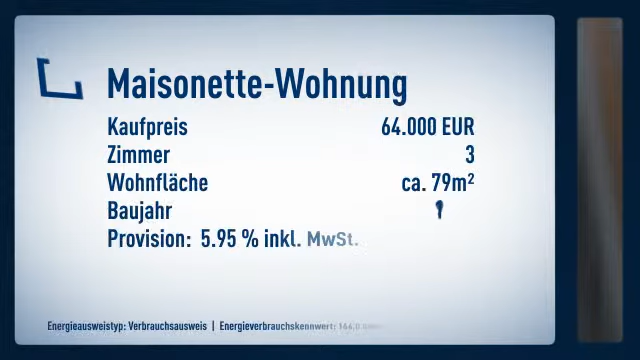 Maisonette-Wohnung
Kaufpreis 64.000 EUR
Zimmer 3
Wohnfläche ca. 79m²
Baujahr
Provision: 5.95 % inkl. MwSt.
Energieausweistyp: Verbrauchsausweis | Energieverbrauchskennwert: